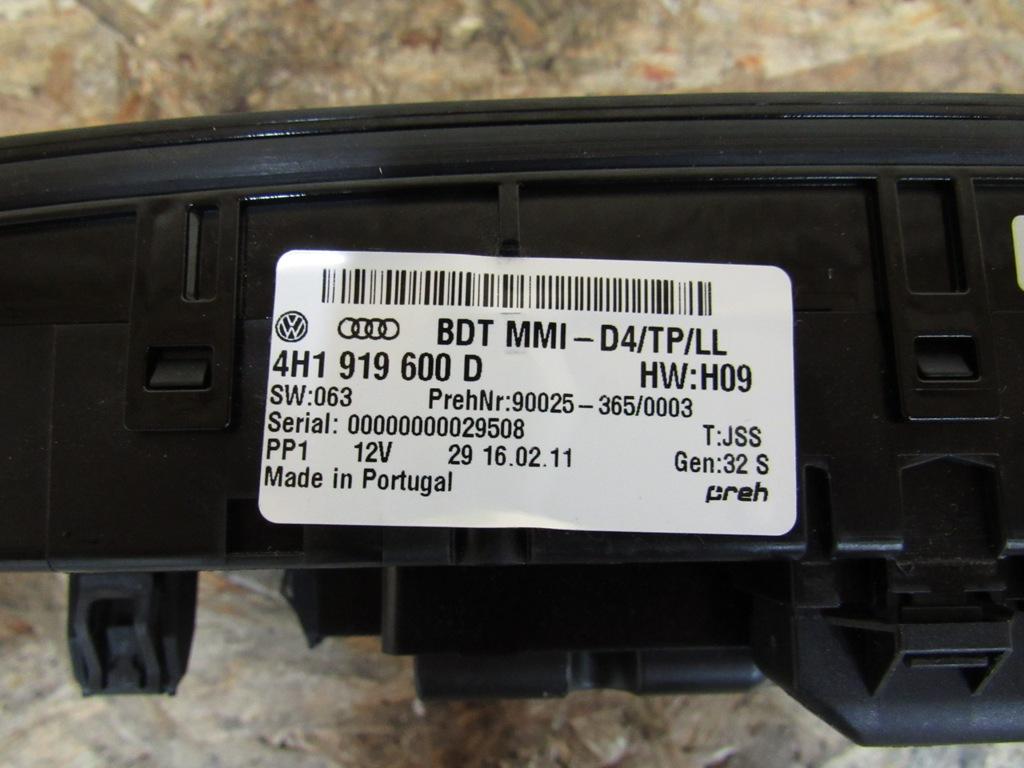 BDT MMI - D4/TP/LL
4H1 919 600 D HW:H09
SW:063 PrehNr:90025-365/0003
Serial: 00000000029508 T:JSS
PP1 12V 29 16.02.11 Gen:32 S
Made in Portugal preh